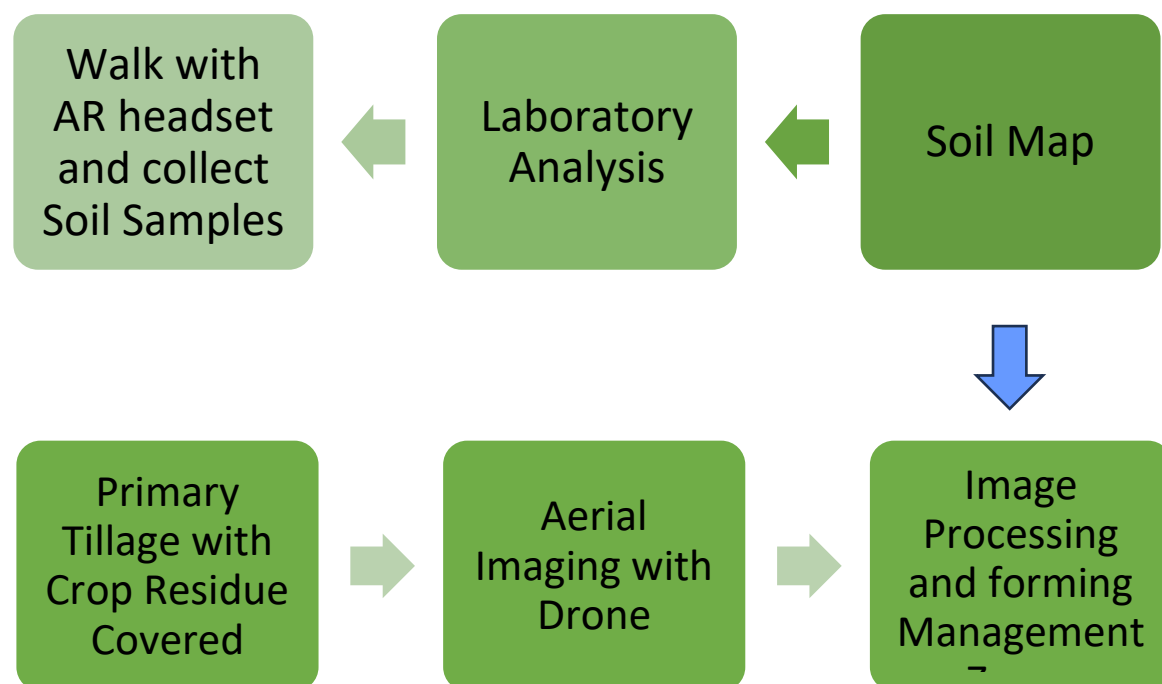 Walk with
AR headset
and collect
Soil Samples
Laboratory
Analysis
Soil Map
Primary
Tillage with
Crop Residue
Covered
Aerial
Imaging with
Drone
Image
Processing
and forming
Management